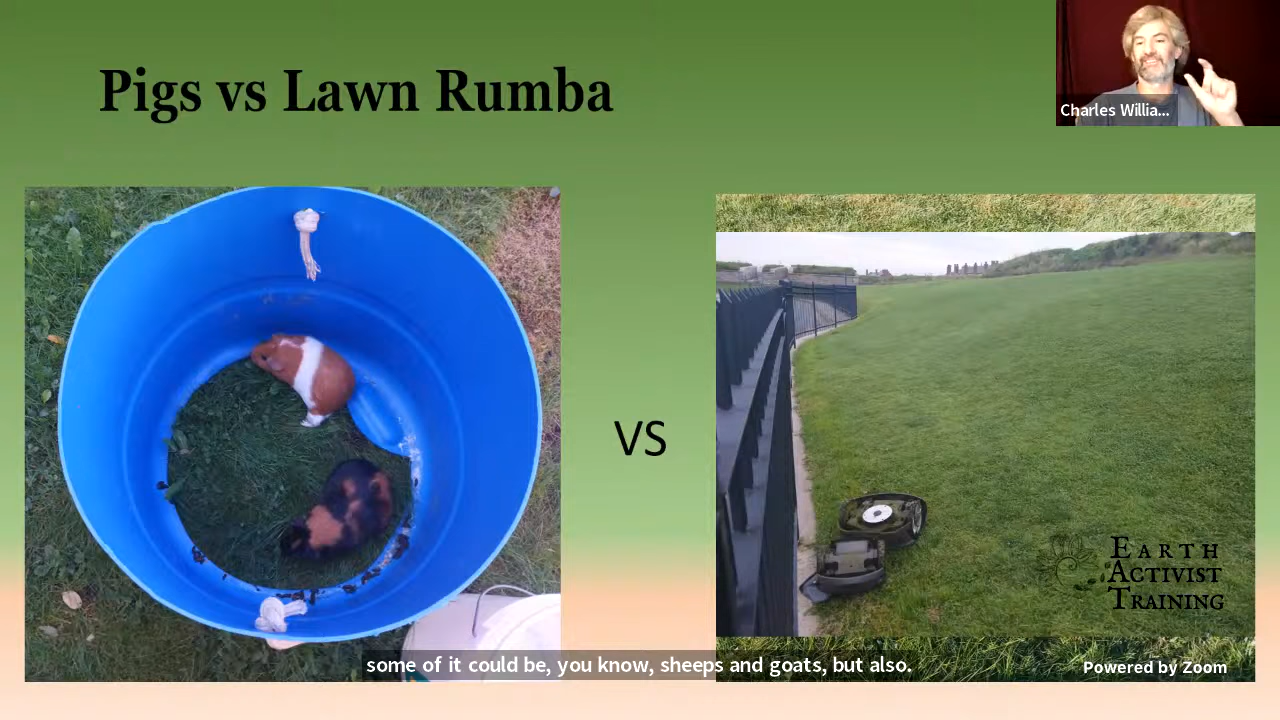 Pigs vs Lawn Rumba
Charles Willia...
VS
EARTH
ACTIVIST
TRAINING
some of it could be, you know, sheeps and goats, but also.
Powered by Zoom